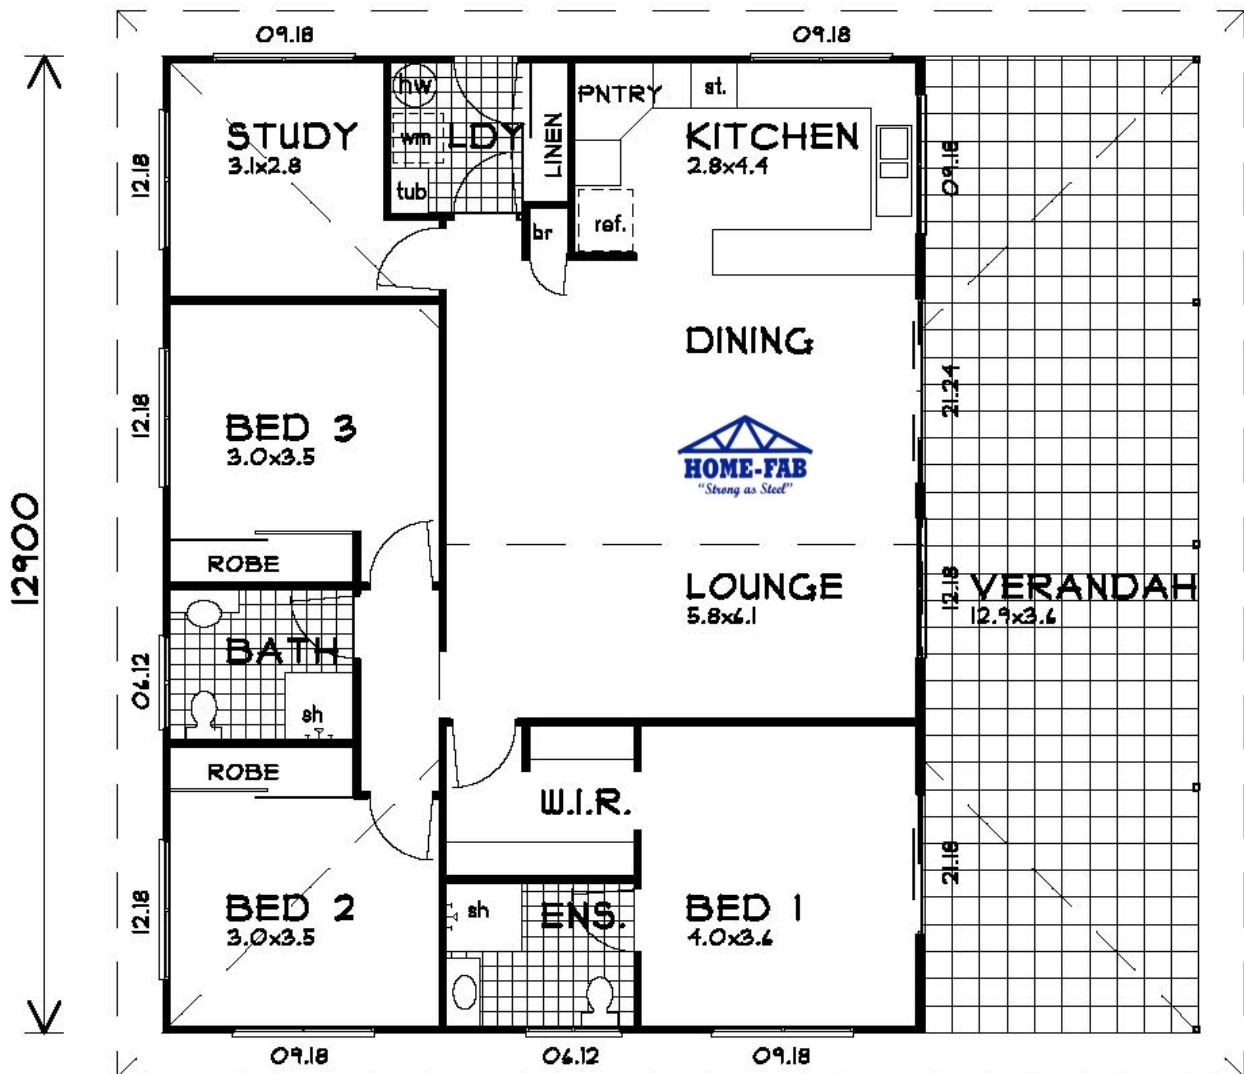 09.18
09.18
hw
PNTRY
st.
STUDY
3.1x2.8
wm
LDY
LINEN
KITCHEN
2.8x4.4
12.18
09.18
tub
br
ref.
DINING
21.24
12.18
BED 3
3.0x3.5
HOME-FAB
"Strong as Steel"
12900
ROBE
LOUNGE
5.8x6.1
12.18
VERANDAH
12.9x3.6
BATH
06.12
sh
ROBE
W.I.R.
21.18
12.18
BED 2
3.0x3.5
sh
ENS.
BED 1
4.0x3.6
09.18
06.12
09.18